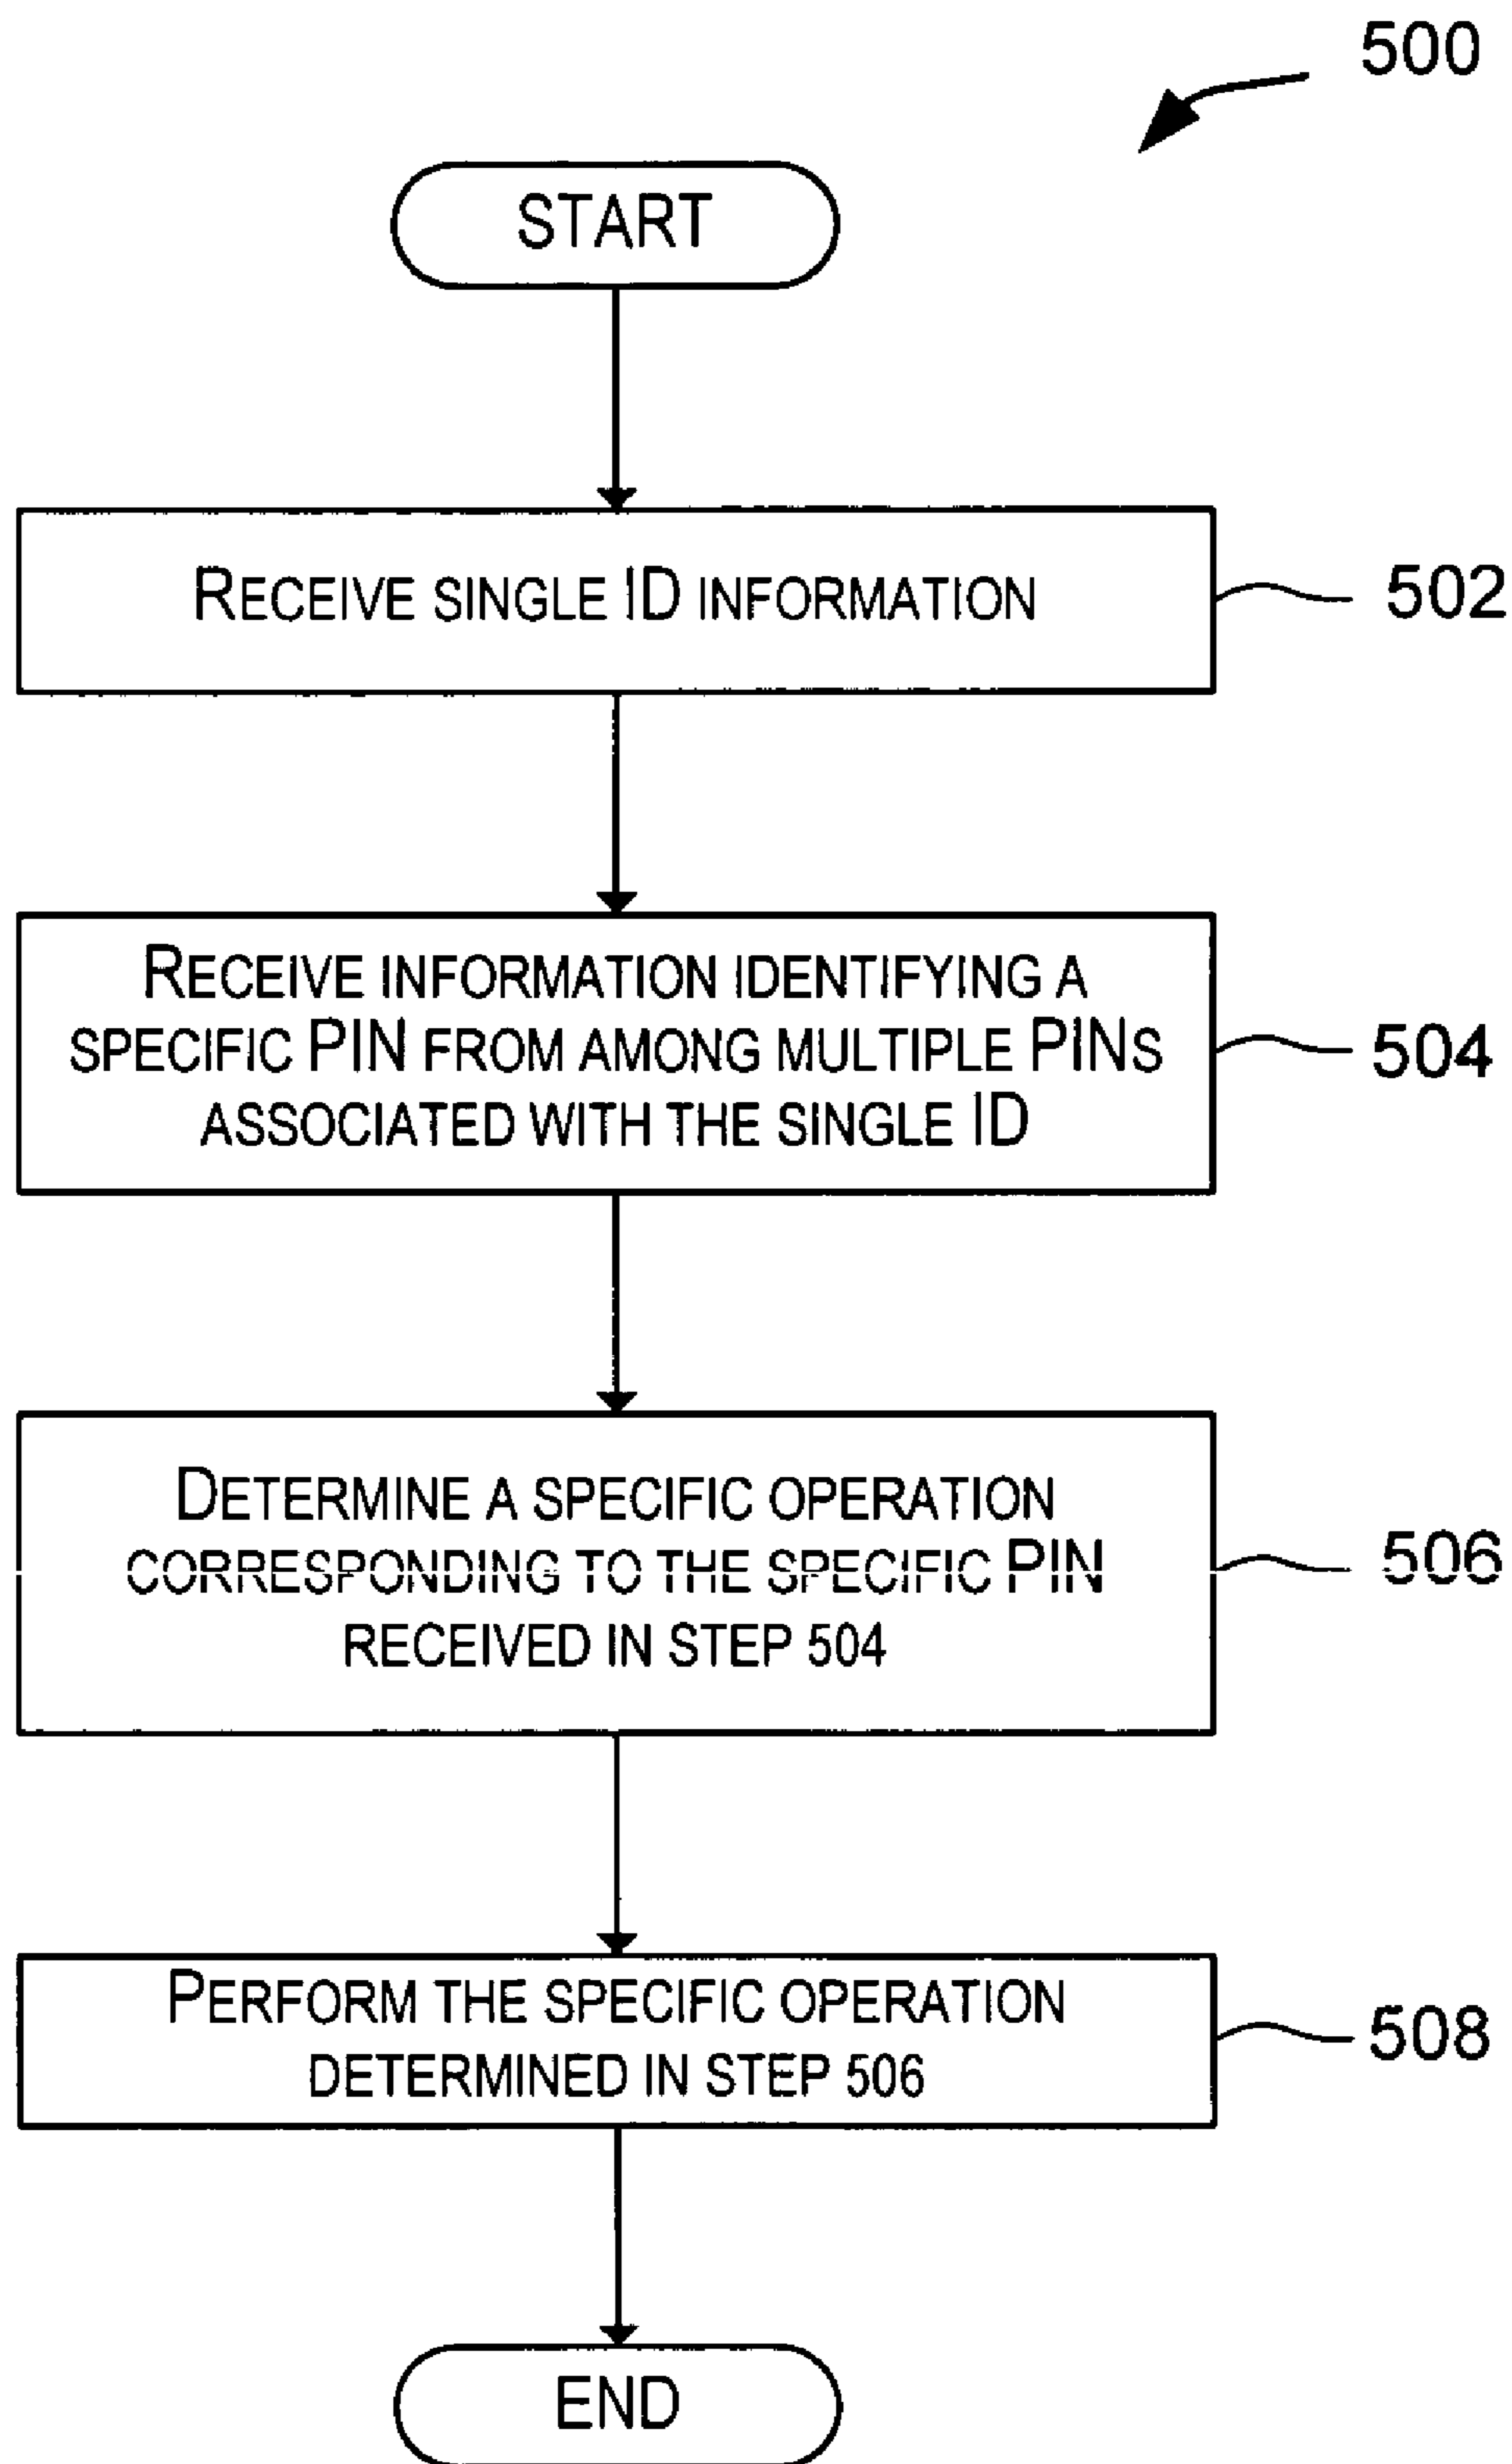 500
START
RECEIVE SINGLE ID INFORMATION
502
RECEIVE INFORMATION IDENTIFYING A
SPECIFIC PIN FROM AMONG MULTIPLE PINS
ASSOCIATED WITH THE SINGLE ID
504
DETERMINE A SPECIFIC OPERATION
CORRESPONDING TO THE SPECIFIC PIN
RECEIVED IN STEP 504
506
PERFORM THE SPECIFIC OPERATION
DETERMINED IN STEP 506
508
END